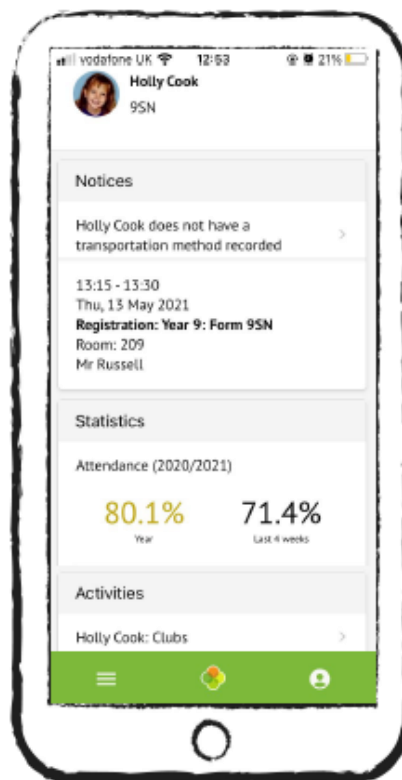 vodafone UK 12:53 21%
Holly Cook
9SN
Notices
Holly Cook does not have a
transportation method recorded
13:15 - 13:30
Thu, 13 May 2021
Registration: Year 9: Form 9SN
Room: 209
Mr Russell
Statistics
Attendance (2020/2021)
80.1% 71.4%
Year Last 4 weeks
Activities
Holly Cook: Clubs